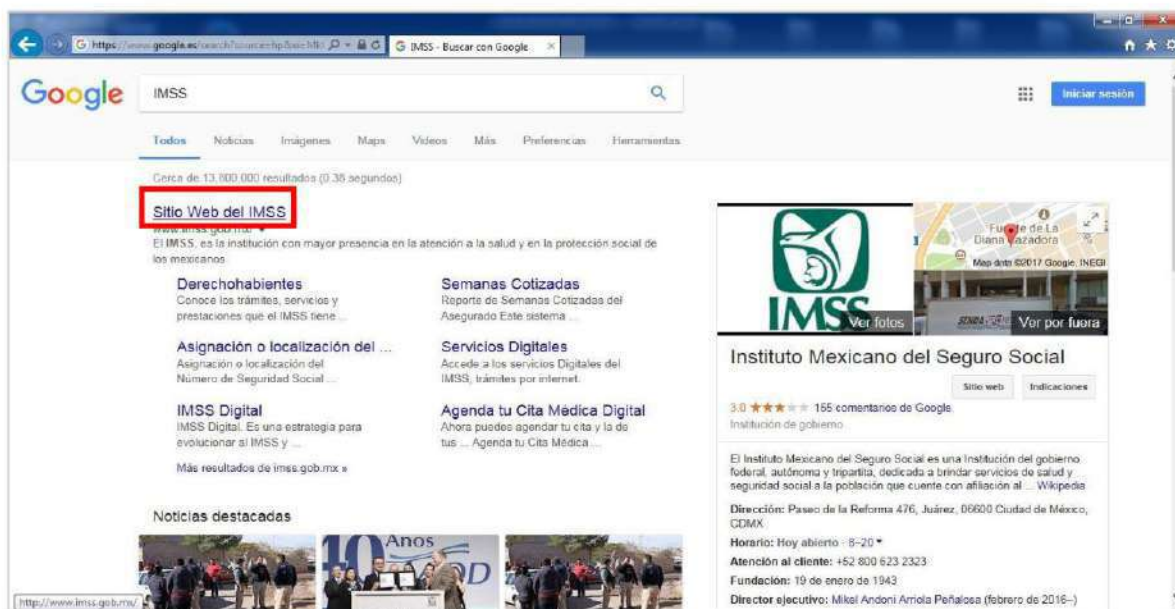 IMSS - Buscar con Google
Google
IMSS
Iniciar sesión
Todos Noticias Imágenes Maps Videos Más Preferencias Herramientas
Cerca de 13,800,000 resultados (0.38 segundos)
Sitio Web del IMSS
www.imss.gob.mx/
El IMSS, es la institución con mayor presencia en la atención a la salud y en la protección social de
los mexicanos
Derechohabientes
Conoce los trámites, servicios y
prestaciones que el IMSS tiene ...
Semanas Cotizadas
Reporte de Semanas Cotizadas del
Asegurado Este sistema ...
Asignación o localización del ...
Asignación o localización del
Número de Seguridad Social ...
Servicios Digitales
Accede a los servicios Digitales del
IMSS, trámites por internet.
IMSS Digital
IMSS Digital. Es una estrategia para
evolucionar al IMSS y ...
Agenda tu Cita Médica Digital
Ahora puedes agendar tu cita y la de
tus ... Agenda tu Cita Médica ...
Más resultados de imss.gob.mx »
Noticias destacadas
Anos
http://www.imss.gob.mx/
IMSS
Ver fotos
Diana Cazadora
Map data ©2017 Google, INEGI
Ver por fuera
Instituto Mexicano del Seguro Social
Sitio web Indicaciones
3.0 155 comentarios de Google
Institución de gobierno
El Instituto Mexicano del Seguro Social es una Institución del gobierno
federal, autónoma y tripartita, dedicada a brindar servicios de salud y
seguridad social a la población que cuente con afiliación al ... Wikipedia
Dirección: Paseo de la Reforma 476, Juárez, 06600 Ciudad de México,
CDMX
Horario: Hoy abierto · 8–20
Atención al cliente: +52 800 623 2323
Fundación: 19 de enero de 1943
Director ejecutivo: Mikel Andoni Arriola Peñalosa (febrero de 2016–)